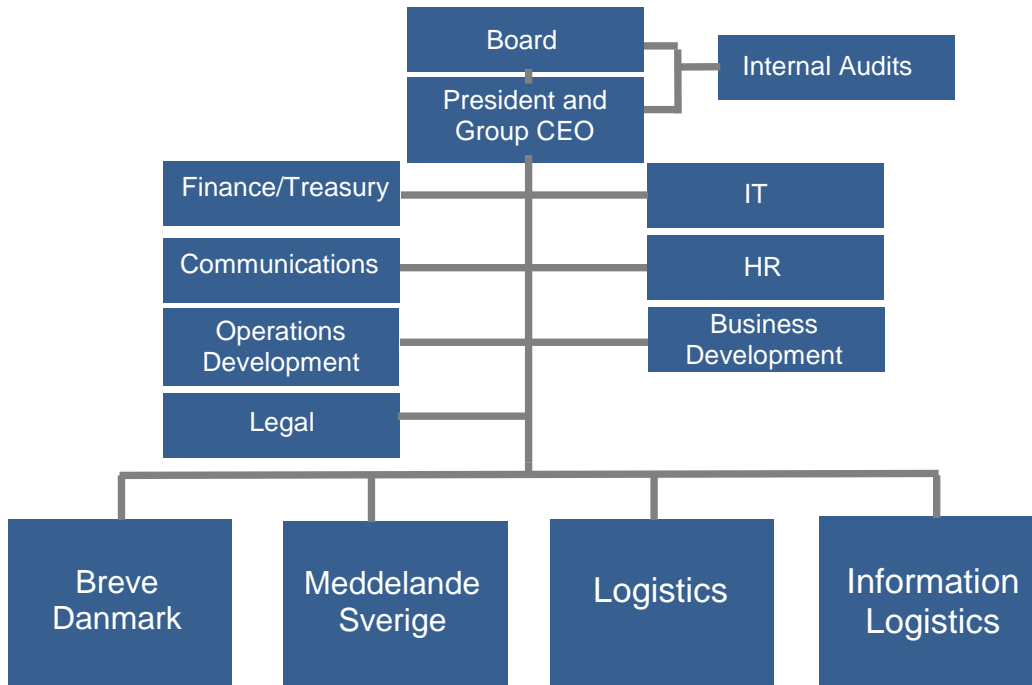 Board
Internal Audits
President and
Group CEO
Finance/Treasury
IT
Communications
HR
Operations
Development
Business
Development
Legal
Breve
Danmark
Meddelande
Sverige
Logistics
Information
Logistics